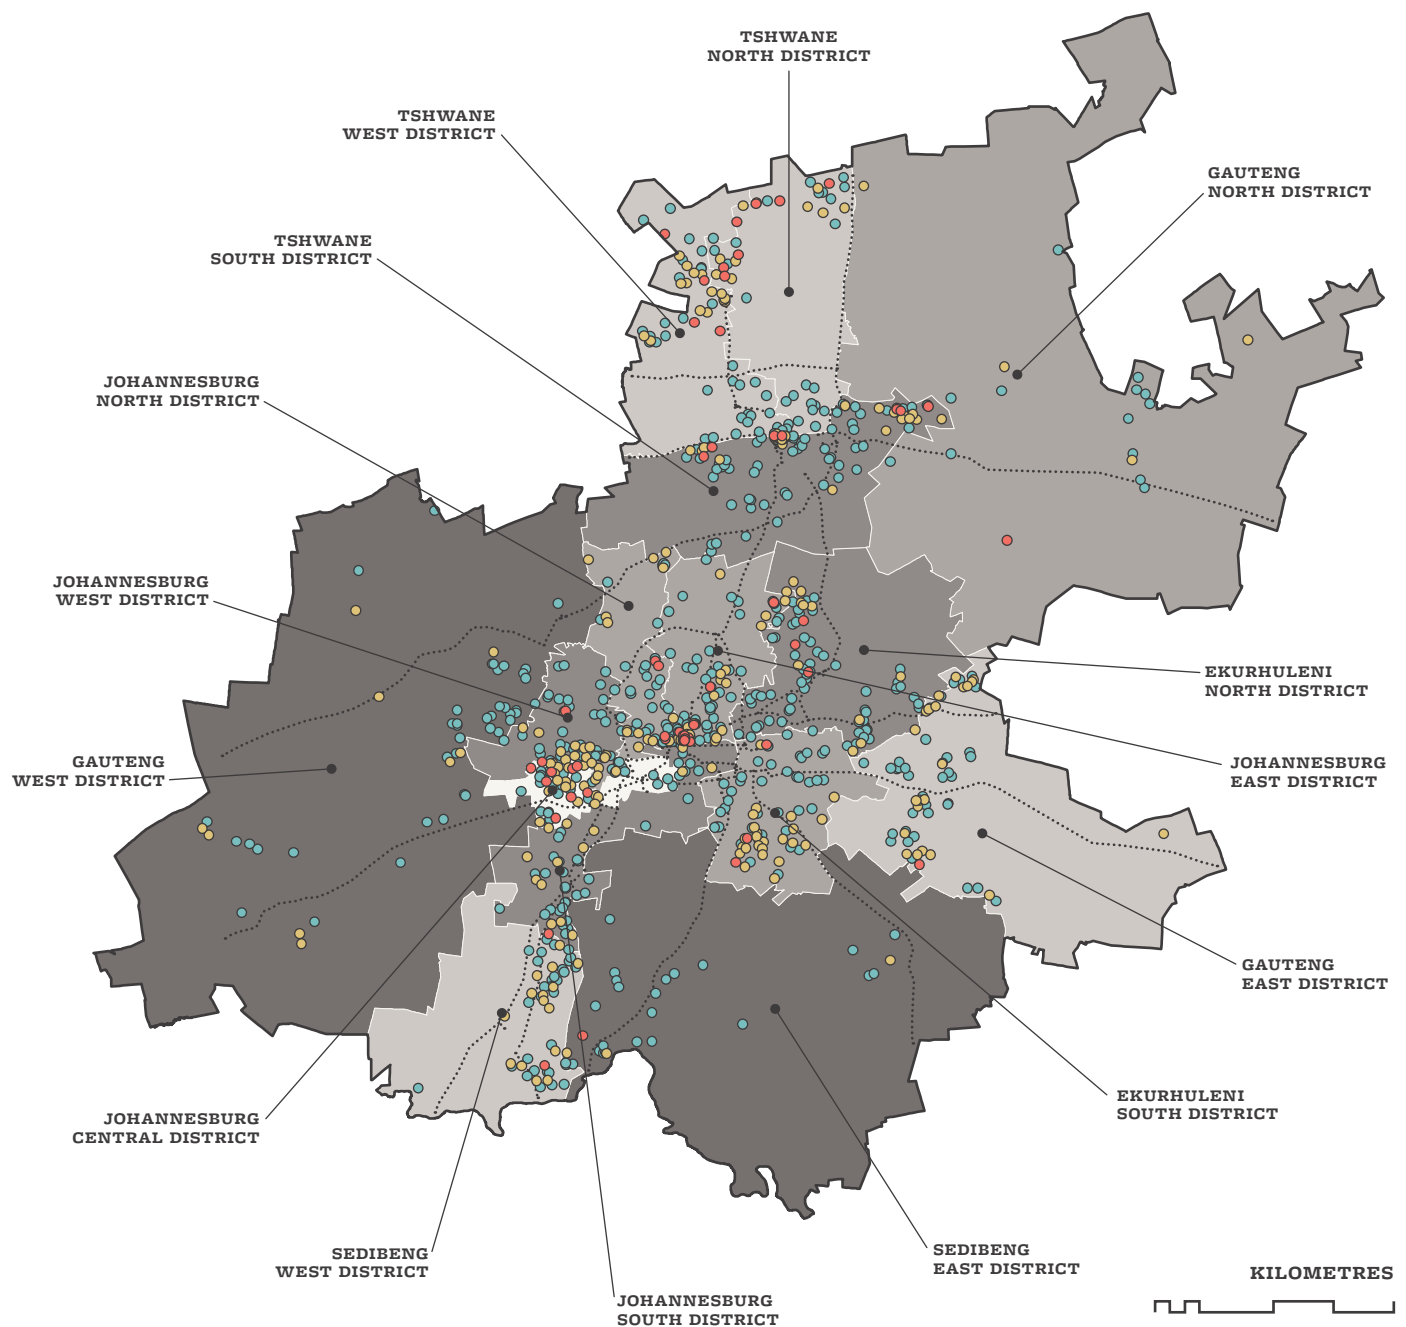 TSHWANE
NORTH DISTRICT
TSHWANE
WEST DISTRICT
GAUTENG
NORTH DISTRICT
TSHWANE
SOUTH DISTRICT
JOHANNESBURG
NORTH DISTRICT
JOHANNESBURG
WEST DISTRICT
EKURHULENI
NORTH DISTRICT
GAUTENG
WEST DISTRICT
JOHANNESBURG
EAST DISTRICT
GAUTENG
EAST DISTRICT
EKURHULENI
SOUTH DISTRICT
JOHANNESBURG
CENTRAL DISTRICT
SEDIBENG
WEST DISTRICT
SEDIBENG
EAST DISTRICT
KILOMETRES
JOHANNESBURG
SOUTH DISTRICT